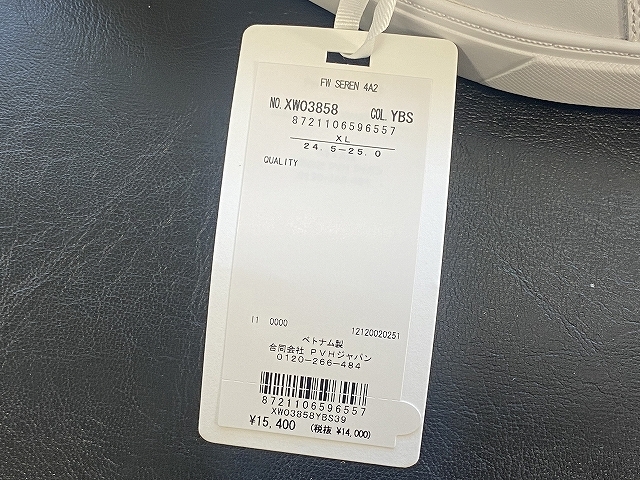 FW SEREN 4A2
NO.XW03858 COL.YBS
8721106596557
XL
24.5-25.0
QUALITY
I1 0000 12120020251
ベトナム製
合同会社 PVHジャパン
0120-266-484
8721106596557
XW03858YBS39
¥15,400 (税抜 ¥14,000)